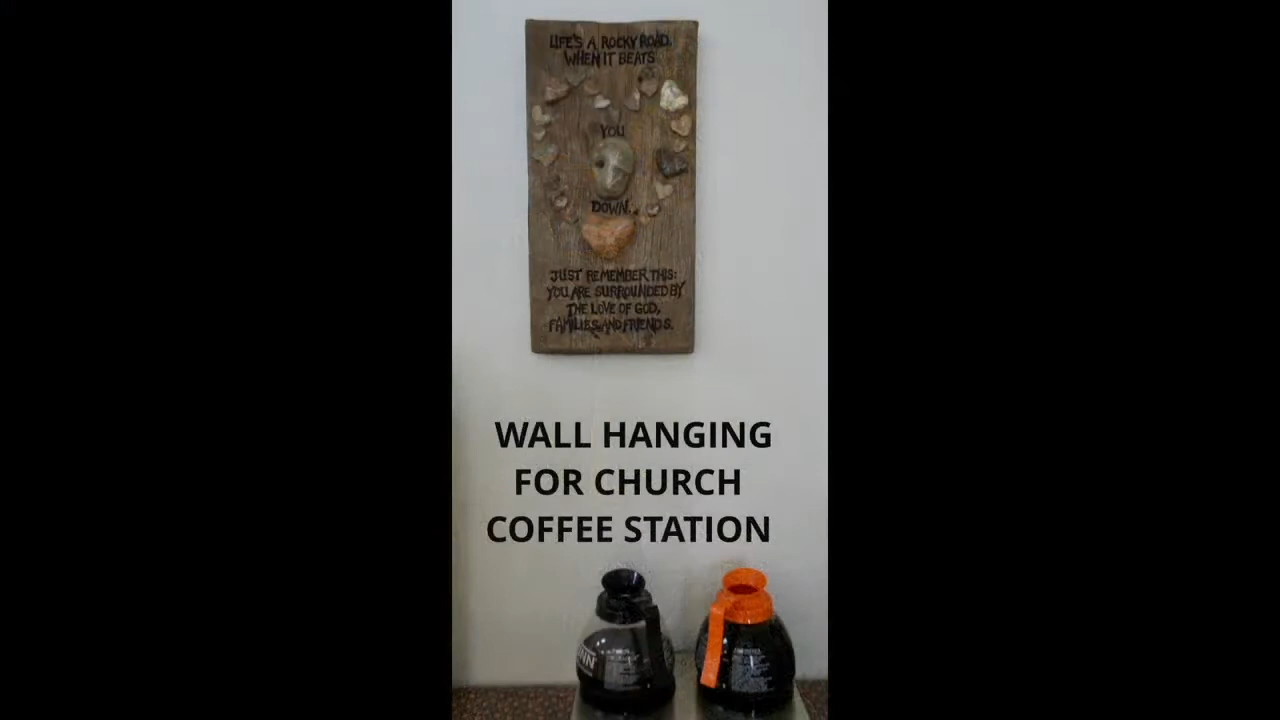 LIFE'S A ROCKY ROAD.
WHEN IT BEATS
YOU
DOWN.
JUST REMEMBER THIS:
YOU ARE SURROUNDED BY
THE LOVE OF GOD,
FAMILIES AND FRIENDS.
WALL HANGING
FOR CHURCH
COFFEE STATION